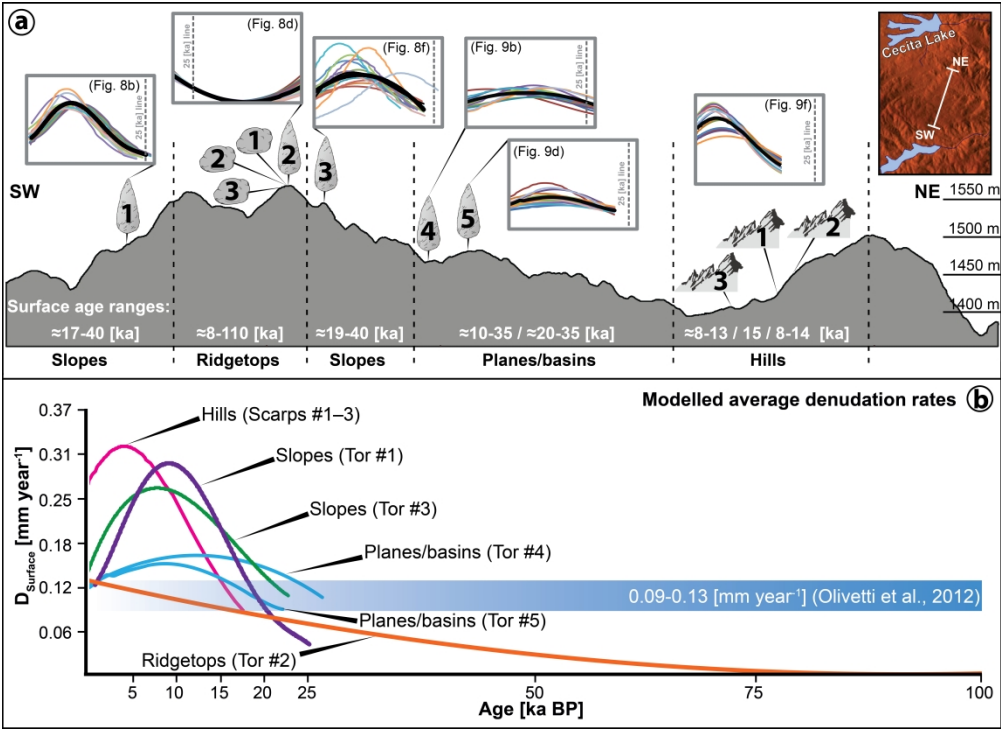 a
(Fig. 8b)
25 [ka] line
(Fig. 8d)
25 [ka] line
(Fig. 8f)
25 [ka] line
(Fig. 9b)
25 [ka] line
(Fig. 9d)
25 [ka] line
(Fig. 9f)
25 [ka] line
Cecita Lake
NE
SW
SW
NE
1
2
3
1
2
3
4
5
1
2
3
1550 m
1500 m
1450 m
1400 m
Surface age ranges:
≈17-40 [ka]
≈8-110 [ka]
≈19-40 [ka]
≈10-35 / ≈20-35 [ka]
≈8-13 / 15 / 8-14 [ka]
Slopes
Ridgetops
Slopes
Planes/basins
Hills
Modelled average denudation rates
b
D Surface [mm year-1]
0.37
0.31
0.25
0.18
0.12
0.06
Hills (Scarps #1–3)
Slopes (Tor #1)
Slopes (Tor #3)
Planes/basins (Tor #4)
0.09-0.13 [mm year-1] (Olivetti et al., 2012)
Planes/basins (Tor #5)
Ridgetops (Tor #2)
5
10
15
20
25
50
75
100
Age [ka BP]